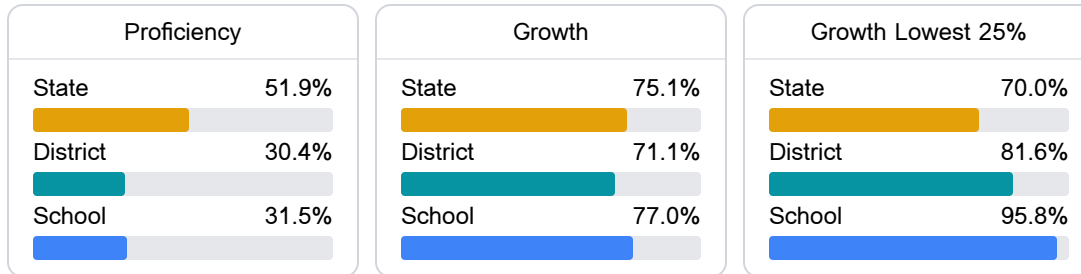 Proficiency
State 51.9%
District 30.4%
School 31.5%
Growth
State 75.1%
District 71.1%
School 77.0%
Growth Lowest 25%
State 70.0%
District 81.6%
School 95.8%